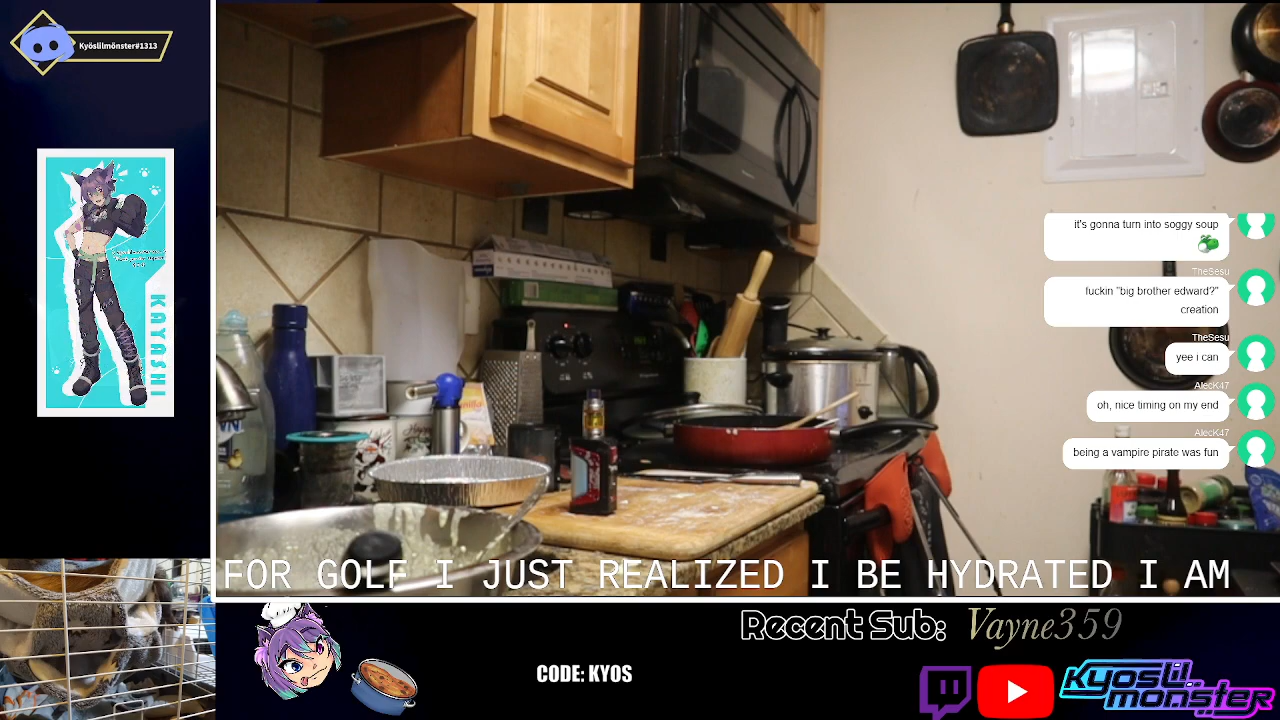 Kyöslilmönster#1313
KAYASHI
it's gonna turn into soggy soup
TheSesu
fuckin "big brother edward?"
creation
TheSesu
yee i can
AlecK47
oh, nice timing on my end
AlecK47
being a vampire pirate was fun
FOR GOLF I JUST REALIZED I BE HYDRATED I AM
Recent Sub: Vayne359
CODE: KYOS
kyoslil
monster